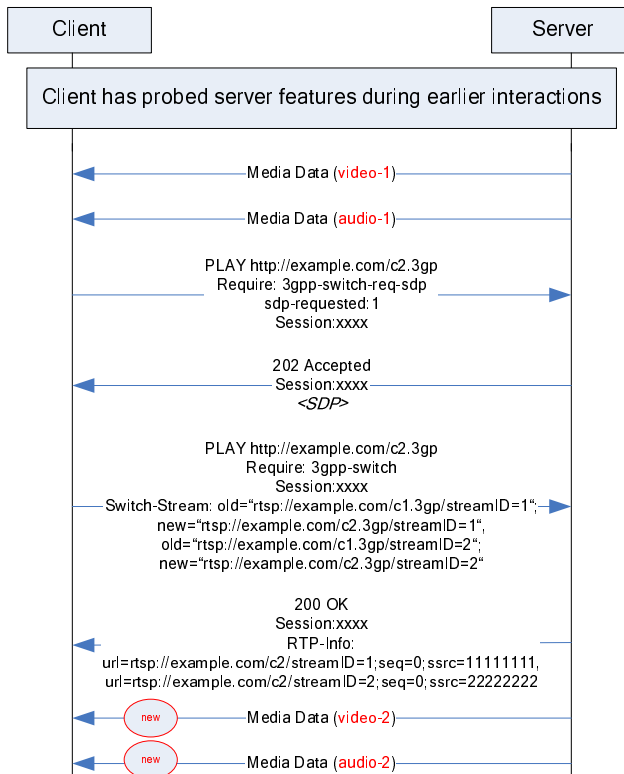 Client
Server
Client has probed server features during earlier interactions
Media Data (video-1)
Media Data (audio-1)
PLAY http://example.com/c2.3gp
Require: 3gpp-switch-req-sdp
sdp-requested:1
Session:xxxx
202 Accepted
Session:xxxx
<SDP>
PLAY http://example.com/c2.3gp
Require: 3gpp-switch
Session:xxxx
Switch-Stream: old=“rtsp://example.com/c1.3gp/streamID=1“;
new=“rtsp://example.com/c2.3gp/streamID=1“,
old=“rtsp://example.com/c1.3gp/streamID=2“;
new=“rtsp://example.com/c2.3gp/streamID=2“
200 OK
Session:xxxx
RTP-Info:
url=rtsp://example.com/c2/streamID=1;seq=0;ssrc=11111111,
url=rtsp://example.com/c2/streamID=2;seq=0;ssrc=22222222
new
Media Data (video-2)
new
Media Data (audio-2)